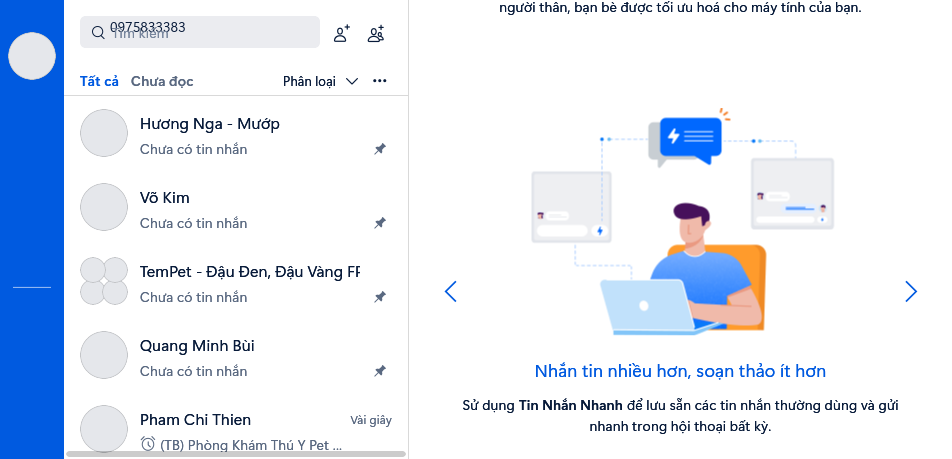 0975833383
Tìm kiếm
Tất cả Chưa đọc Phân loại
Hương Nga - Mướp
Chưa có tin nhắn
Võ Kim
Chưa có tin nhắn
TemPet - Đậu Đen, Đậu Vàng FF
Chưa có tin nhắn
Quang Minh Bùi
Chưa có tin nhắn
Pham Chi Thien Vài giây
(TB) Phòng Khám Thú Y Pet ...
người thân, bạn bè được tối ưu hoá cho máy tính của bạn.
Nhắn tin nhiều hơn, soạn thảo ít hơn
Sử dụng Tin Nhắn Nhanh để lưu sẵn các tin nhắn thường dùng và gửi
nhanh trong hội thoại bất kỳ.